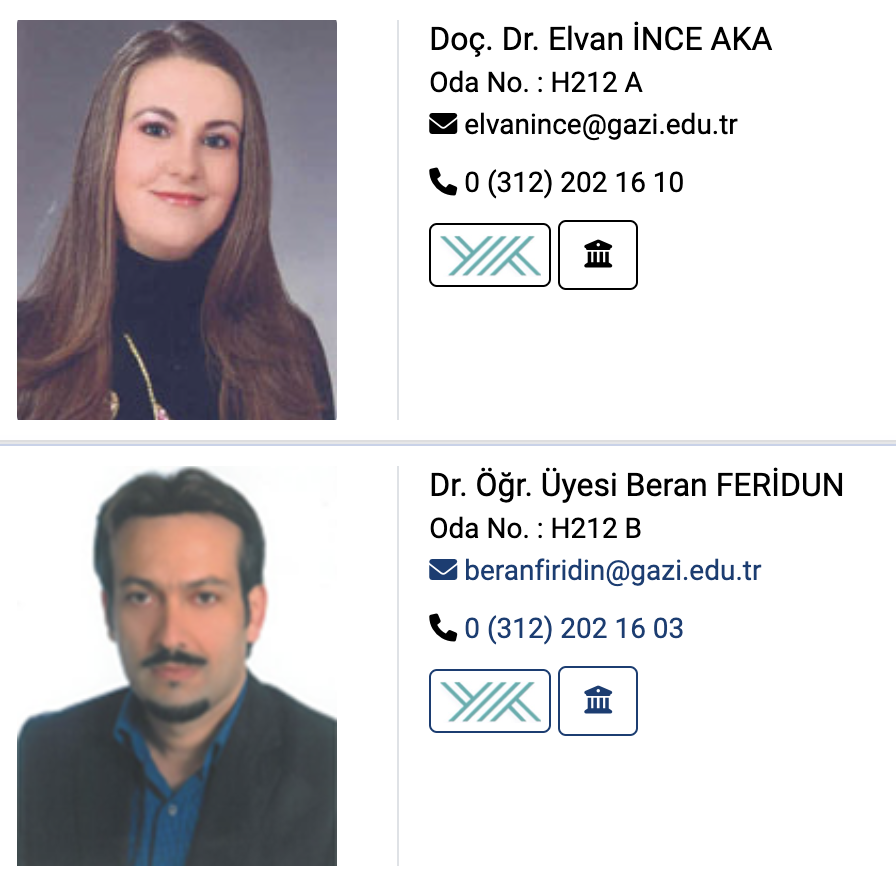 Doç. Dr. Elvan İNCE AKA
Oda No. : H212 A
elvanince@gazi.edu.tr
0 (312) 202 16 10
Dr. Öğr. Üyesi Beran FERİDUN
Oda No. : H212 B
beranfiridin@gazi.edu.tr
0 (312) 202 16 03